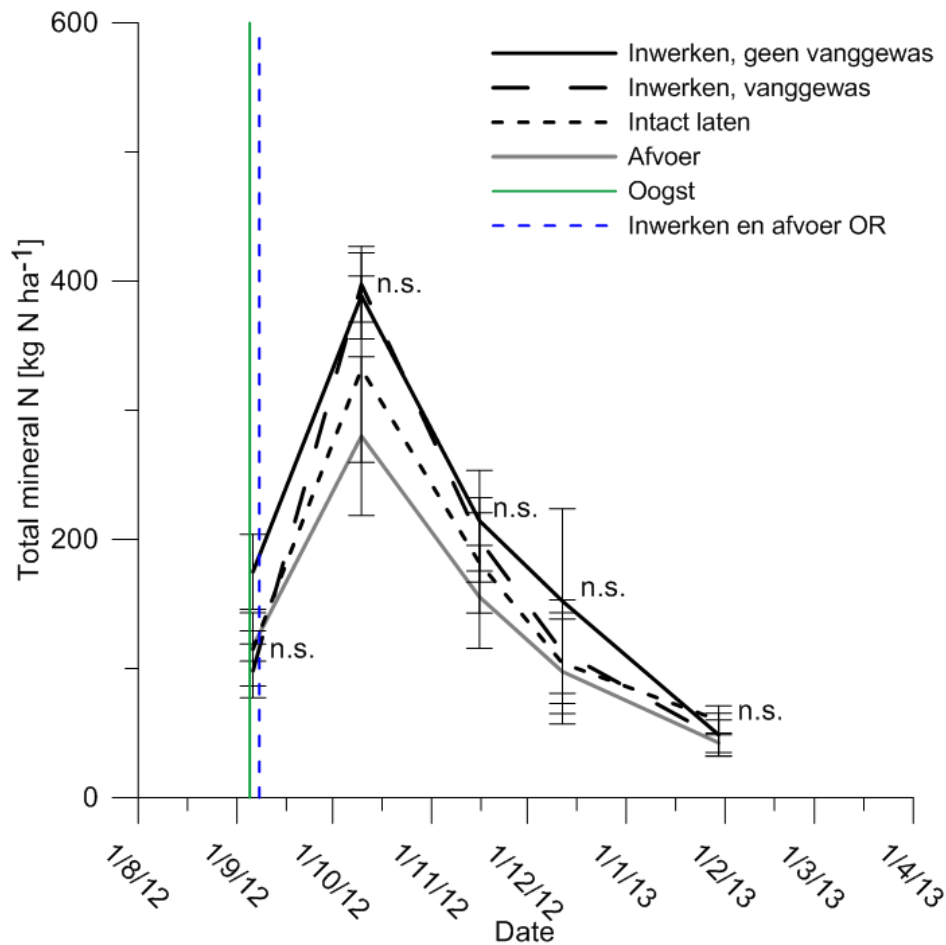 600
400
200
0
Total mineral N [kg N ha-1]
Inwerken, geen vanggewas
Inwerken, vanggewas
Intact laten
Afvoer
Oogst
Inwerken en afvoer OR
n.s.
n.s.
n.s.
n.s.
n.s.
1/8/12
1/9/12
1/10/12
1/11/12
1/12/12
1/1/13
1/2/13
1/3/13
1/4/13
Date